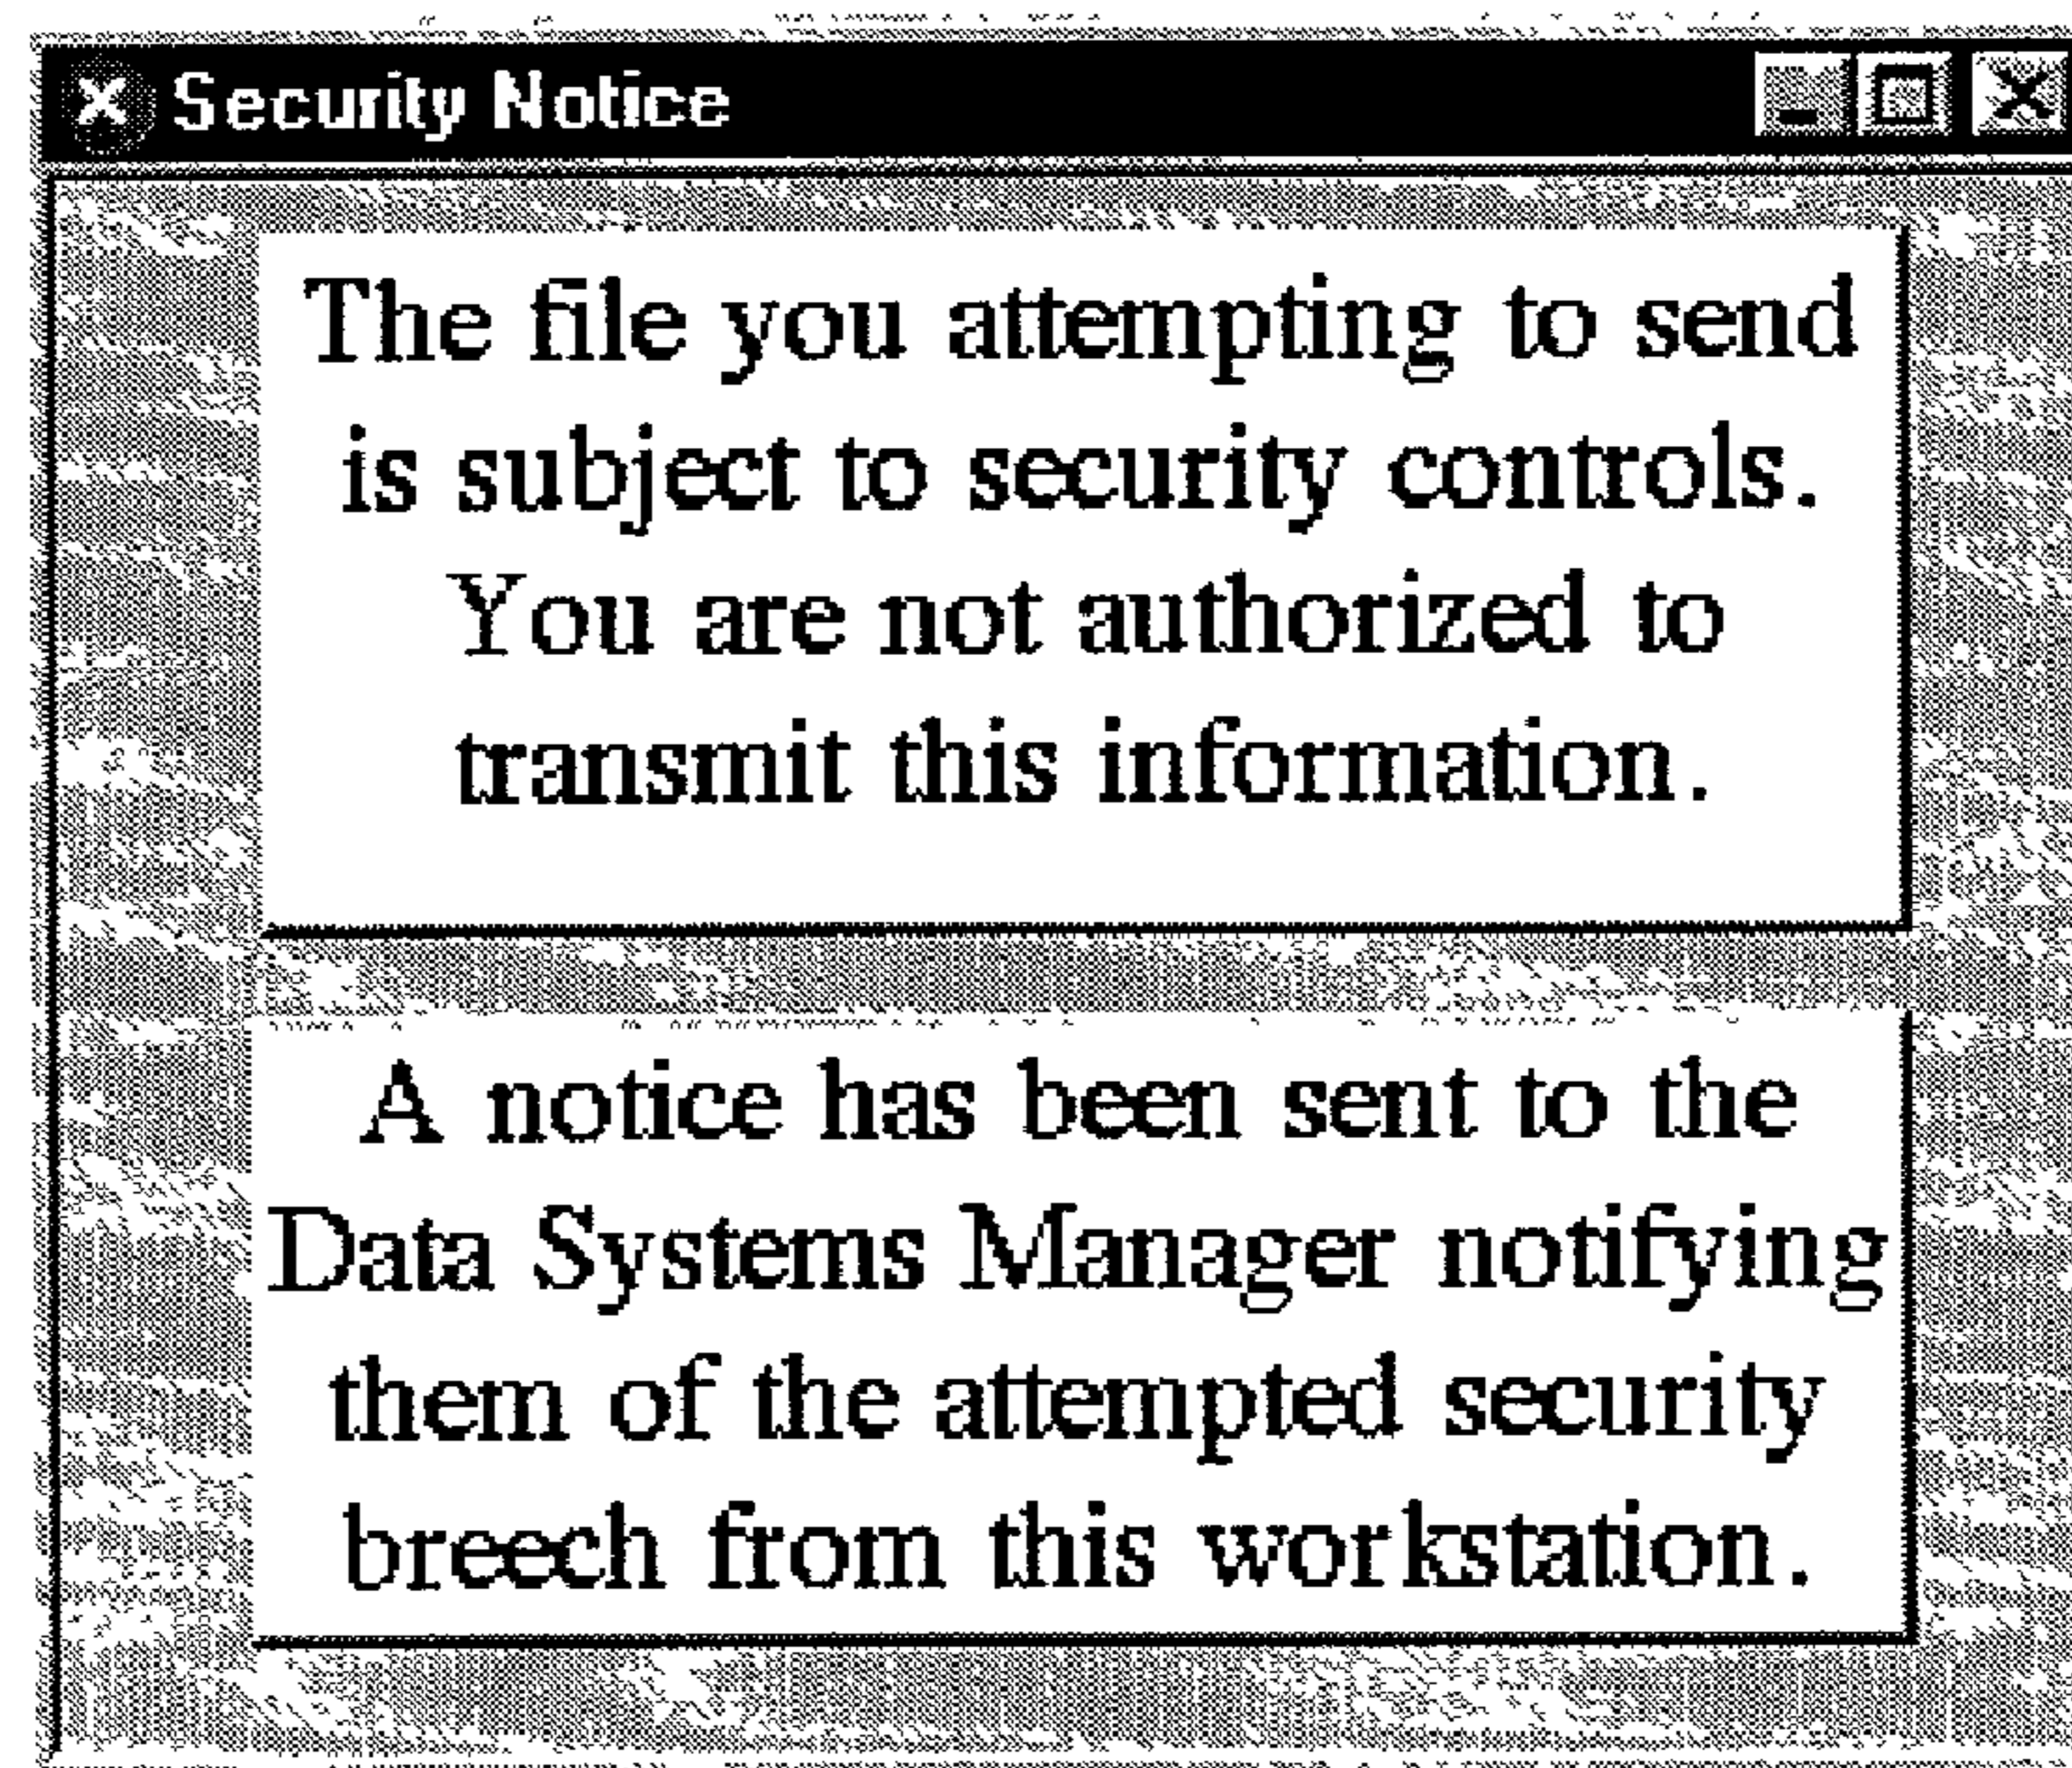 Security Notice
The file you attempting to send
is subject to security controls.
You are not authorized to
transmit this information.
A notice has been sent to the
Data Systems Manager notifying
them of the attempted security
breech from this workstation.